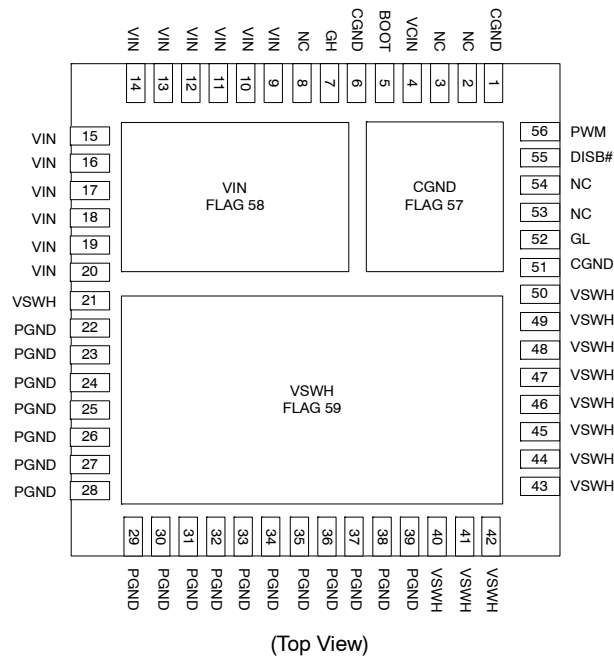 VIN VIN VIN VIN VIN VIN NC GH CGND BOOT VCIN NC NC CGND
14 13 12 11 10 9 8 7 6 5 4 3 2 1
VIN 15
VIN 16
VIN 17
VIN 18
VIN 19
VIN 20
VSWH 21
PGND 22
PGND 23
PGND 24
PGND 25
PGND 26
PGND 27
PGND 28
VIN
FLAG 58
CGND
FLAG 57
VSWH
FLAG 59
56 PWM
55 DISB#
54 NC
53 NC
52 GL
51 CGND
50 VSWH
49 VSWH
48 VSWH
47 VSWH
46 VSWH
45 VSWH
44 VSWH
43 VSWH
29 30 31 32 33 34 35 36 37 38 39 40 41 42
PGND PGND PGND PGND PGND PGND PGND PGND PGND PGND PGND VSWH VSWH VSWH
(Top View)